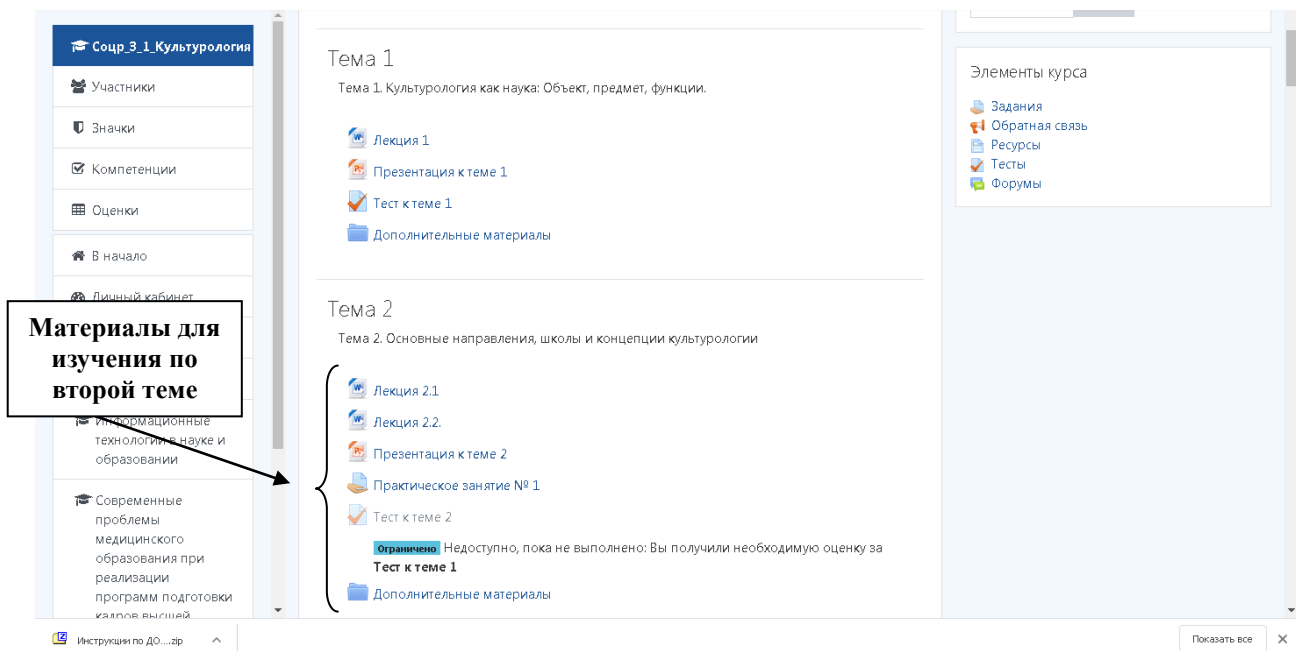 Соцр_3_1_Культурология
Участники
Значки
Компетенции
Оценки
В начало
Личный кабинет
Материалы для
изучения по
второй теме
Информационные
технологии в науке и
образовании
Современные
проблемы
медицинского
образования при
реализации
программ подготовки
кадров высшей
Тема 1
Тема 1. Культурология как наука: Объект, предмет, функции.
Лекция 1
Презентация к теме 1
Тест к теме 1
Дополнительные материалы
Тема 2
Тема 2. Основные направления, школы и концепции культурологии
Лекция 2.1
Лекция 2.2.
Презентация к теме 2
Практическое занятие № 1
Тест к теме 2
Ограничено Недоступно, пока не выполнено: Вы получили необходимую оценку за
Тест к теме 1
Дополнительные материалы
Элементы курса
Задания
Обратная связь
Ресурсы
Тесты
Форумы
Инструкции по ДО....zip
Показать все